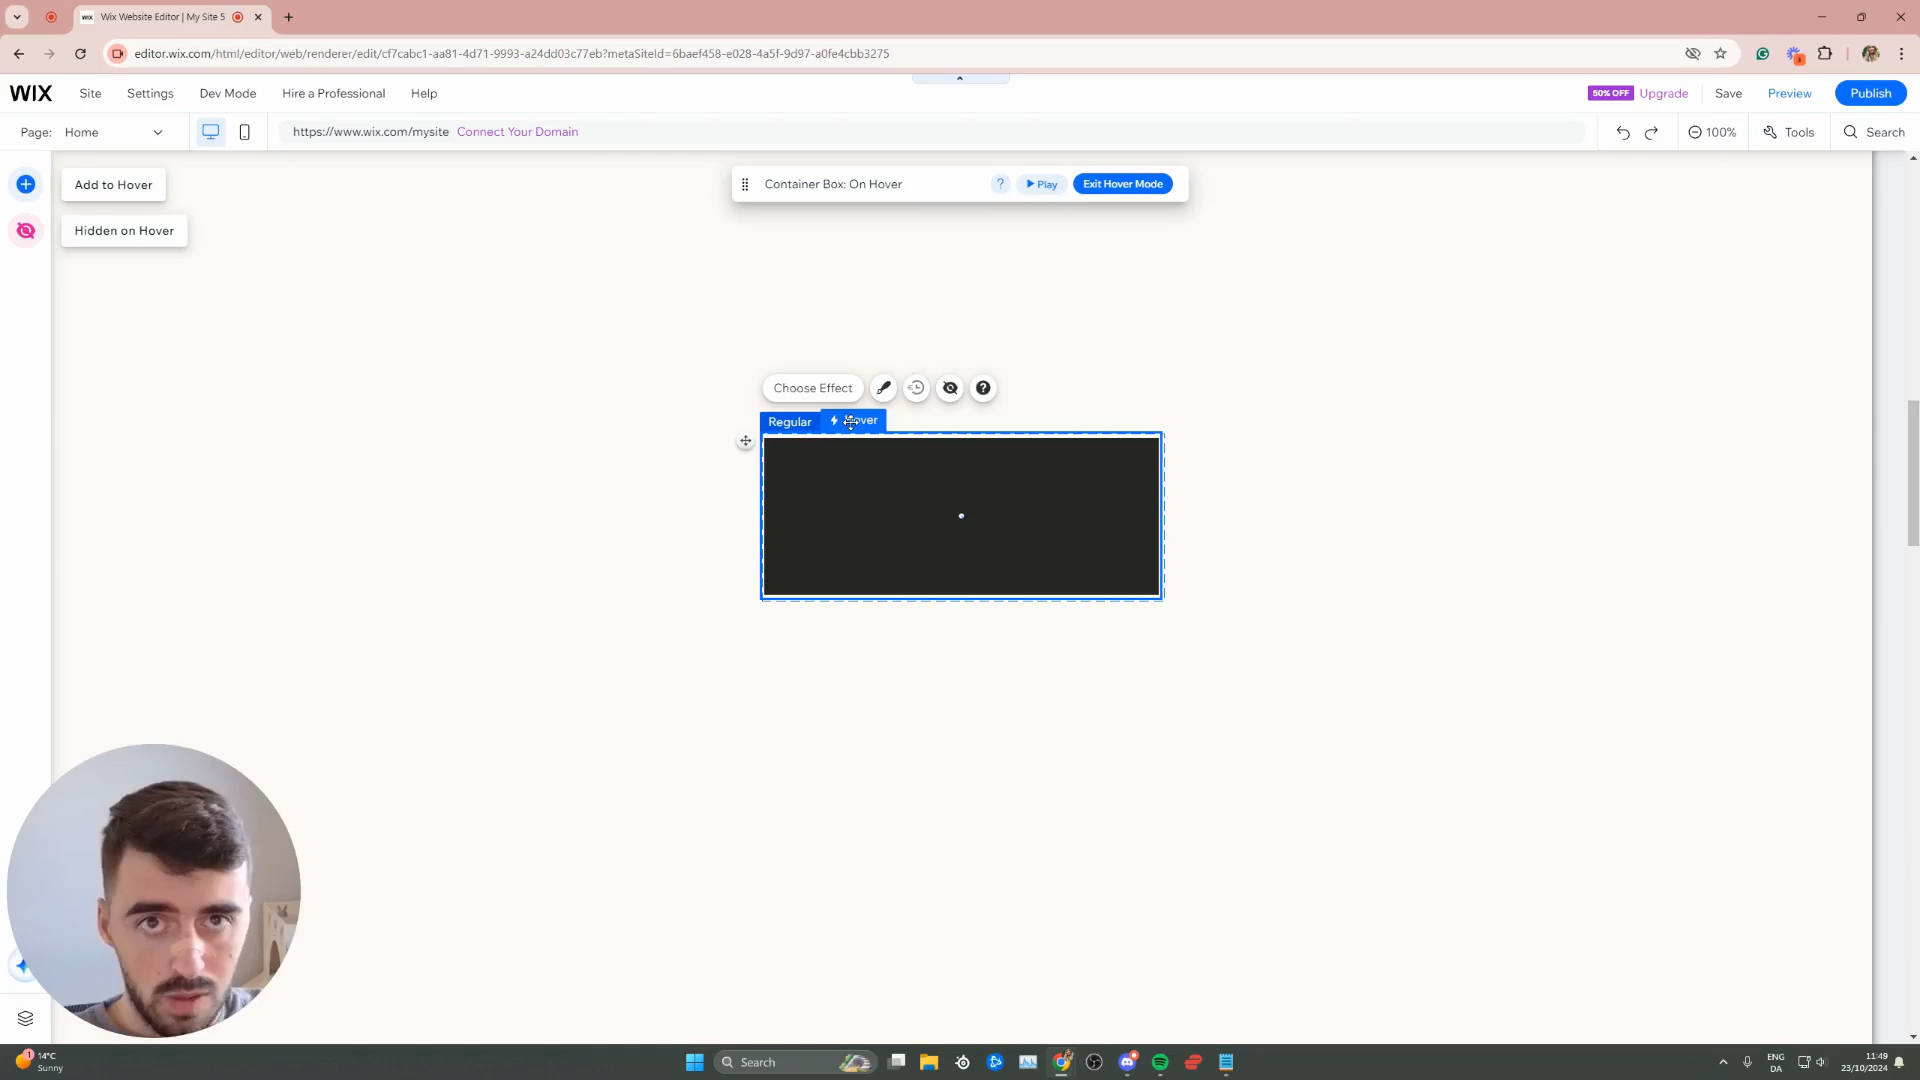 Wix Website Editor | My Site 5
editor.wix.com/html/editor/web/renderer/edit/cf7cabc1-aa81-4d71-9993-a24dd03c77eb?metaSiteId=6baef458-e028-4a5f-9d97-a0fe4cbb3275
WIX Site Settings Dev Mode Hire a Professional Help 50% OFF Upgrade Save Preview Publish
Page: Home https://www.wix.com/mysite Connect Your Domain 100% Tools Search
Add to Hover
Container Box: On Hover ? Play Exit Hover Mode
Hidden on Hover
Choose Effect
Regular Hover
14°C
Sunny
Search
ENG
DA
11:49
23/10/2024